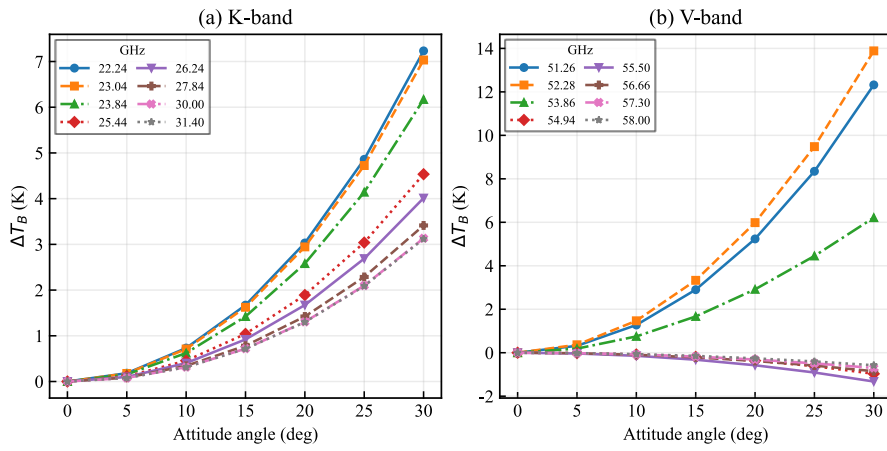 (a) K-band
GHz
22.24 26.24
23.04 27.84
23.84 30.00
25.44 31.40
7
6
5
4
3
2
1
0
ΔT_B (K)
0 5 10 15 20 25 30
Attitude angle (deg)
(b) V-band
GHz
51.26 55.50
52.28 56.66
53.86 57.30
54.94 58.00
14
12
10
8
6
4
2
0
-2
ΔT_B (K)
0 5 10 15 20 25 30
Attitude angle (deg)